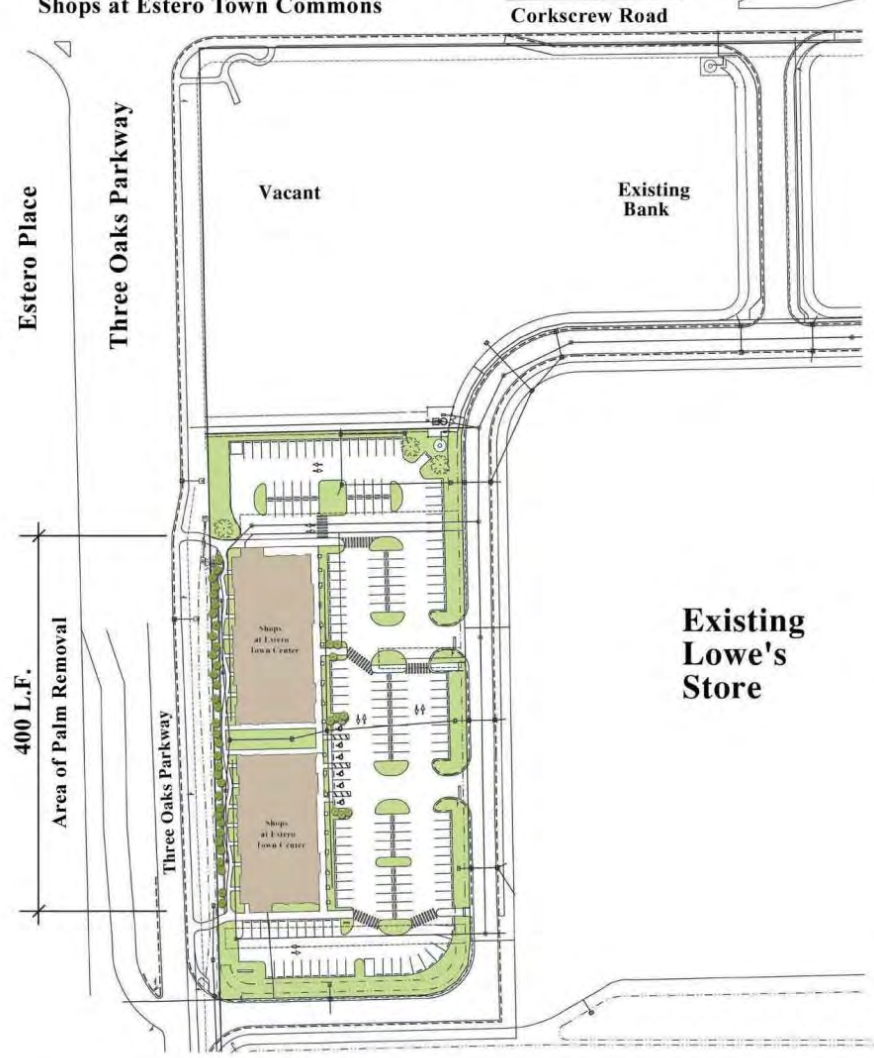 Shops at Estero Town Commons
Corkscrew Road
Estero Place
Three Oaks Parkway
Vacant
Existing
Bank
400 L.F.
Area of Palm Removal
Three Oaks Parkway
Shops
at Estero
Town Center
Shops
at Estero
Town Center
Existing
Lowe's
Store